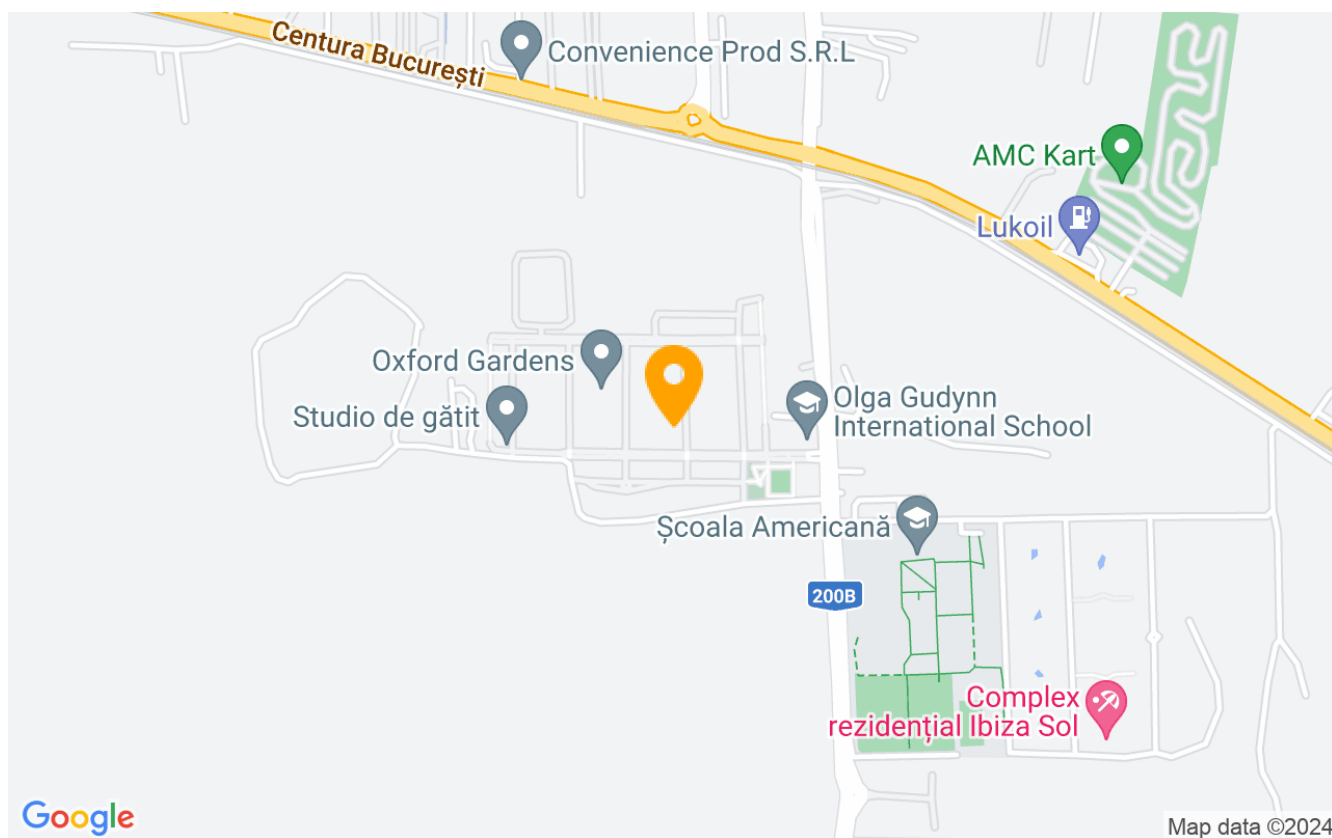 Centura București
Convenience Prod S.R.L
AMC Kart
Lukoil
Oxford Gardens
Studio de gătit
Olga Gudynn
International School
Școala Americană
200B
Complex
rezidențial Ibiza Sol
Google
Map data ©2024